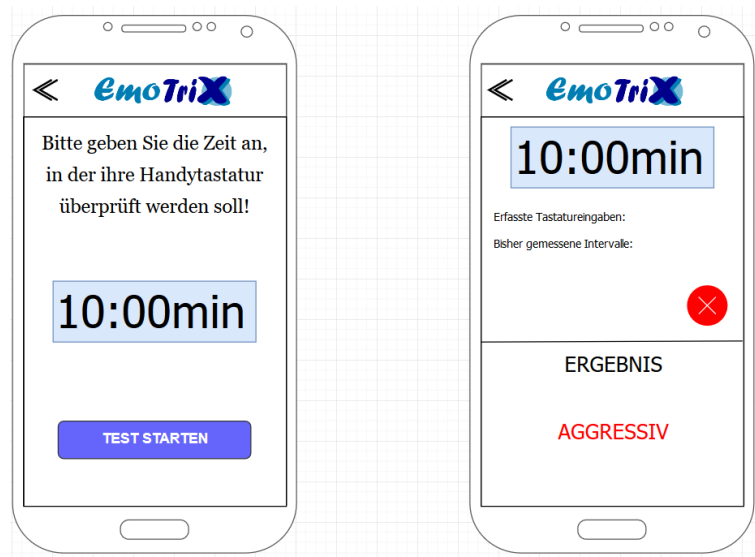 EmoTriX
Bitte geben Sie die Zeit an,
in der ihre Handytastatur
überprüft werden soll!
10:00min
TEST STARTEN
EmoTriX
10:00min
Erfasste Tastatureingaben:
Bisher gemessene Intervalle:
ERGEBNIS
AGGRESSIV